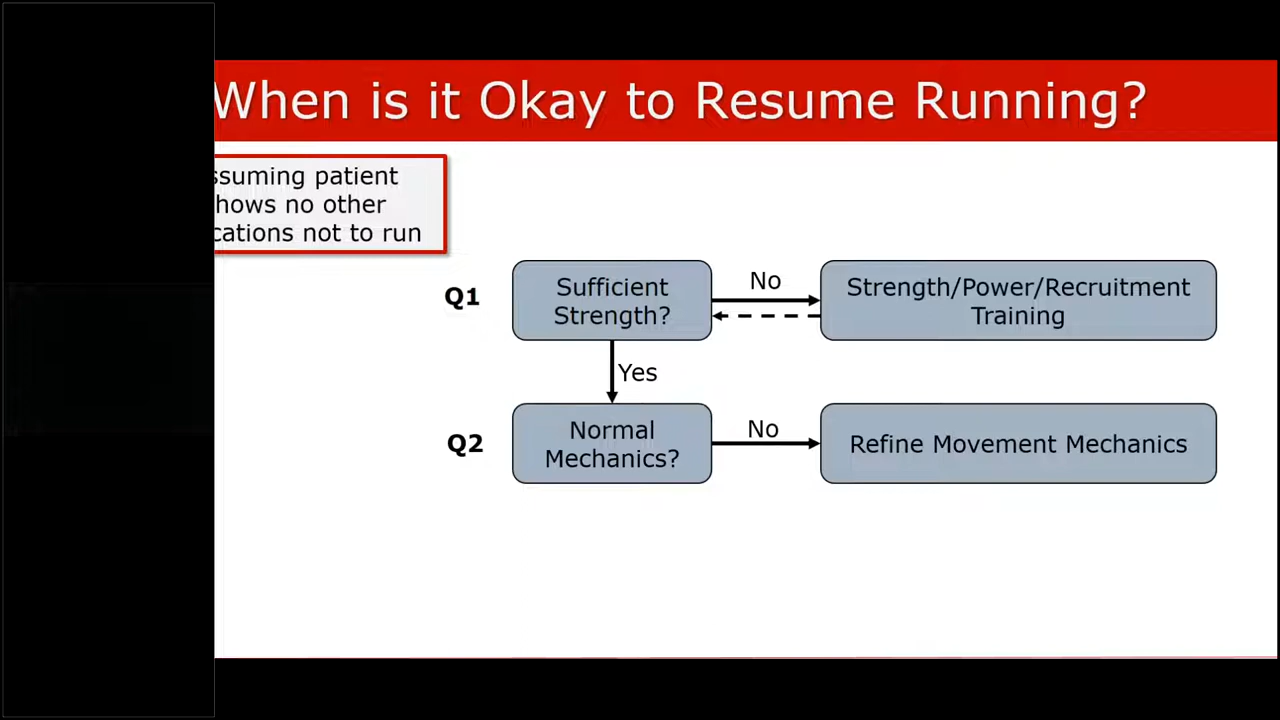 When is it Okay to Resume Running?
ssuming patient
hows no other
cations not to run
Q1
Sufficient
Strength?
No
Strength/Power/Recruitment
Training
Yes
Q2
Normal
Mechanics?
No
Refine Movement Mechanics